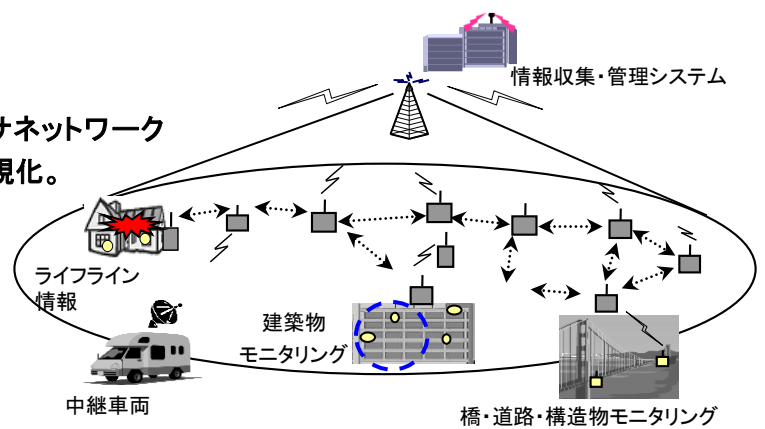 情報収集・管理システム
サネットワーク
視化。
ライフライン
情報
建築物
モニタリング
中継車両
橋・道路・構造物モニタリング